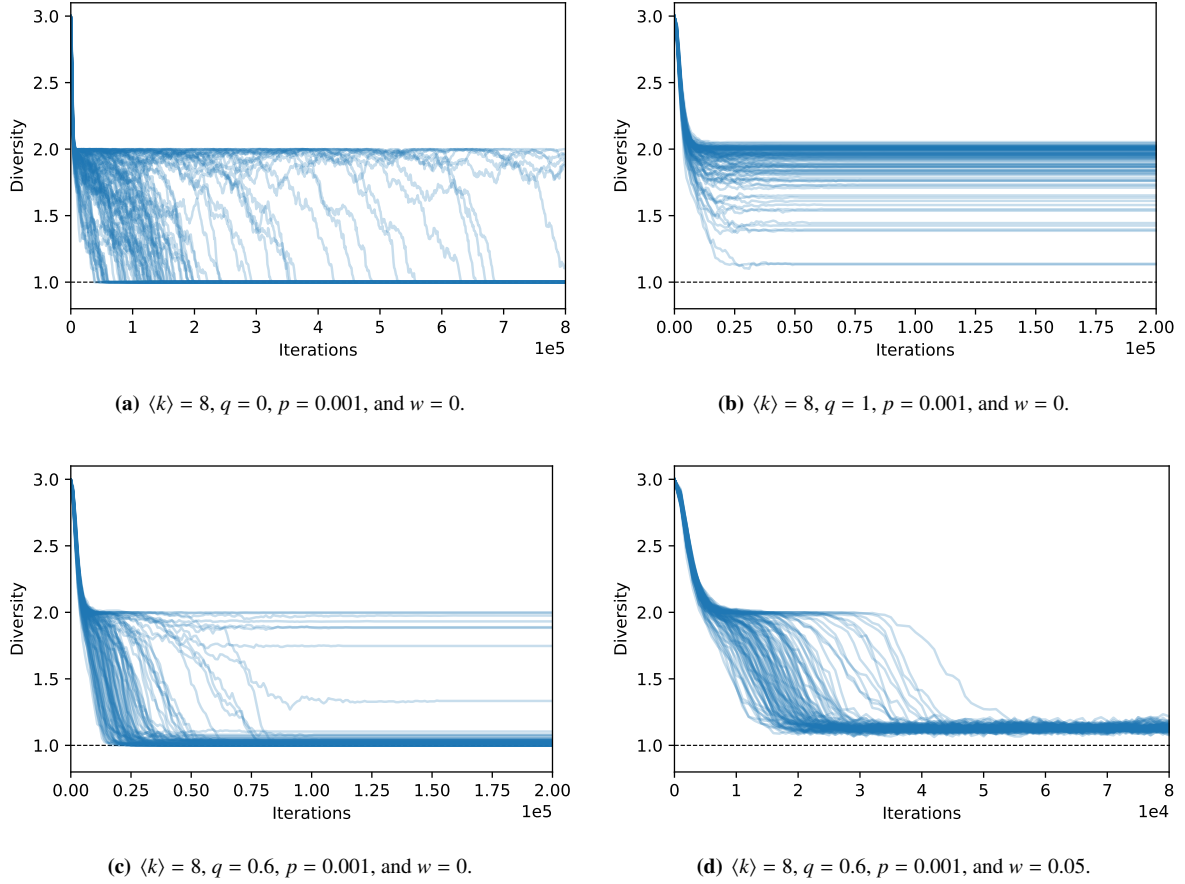 3.0
2.5
2.0
1.5
1.0
Diversity
0 1 2 3 4 5 6 7 8
Iterations
1e5
(a) ⟨k⟩ = 8, q = 0, p = 0.001, and w = 0.
3.0
2.5
2.0
1.5
1.0
Diversity
0.00 0.25 0.50 0.75 1.00 1.25 1.50 1.75 2.00
Iterations
1e5
(b) ⟨k⟩ = 8, q = 1, p = 0.001, and w = 0.
3.0
2.5
2.0
1.5
1.0
Diversity
0.00 0.25 0.50 0.75 1.00 1.25 1.50 1.75 2.00
Iterations
1e5
(c) ⟨k⟩ = 8, q = 0.6, p = 0.001, and w = 0.
3.0
2.5
2.0
1.5
1.0
Diversity
0 1 2 3 4 5 6 7 8
Iterations
1e4
(d) ⟨k⟩ = 8, q = 0.6, p = 0.001, and w = 0.05.